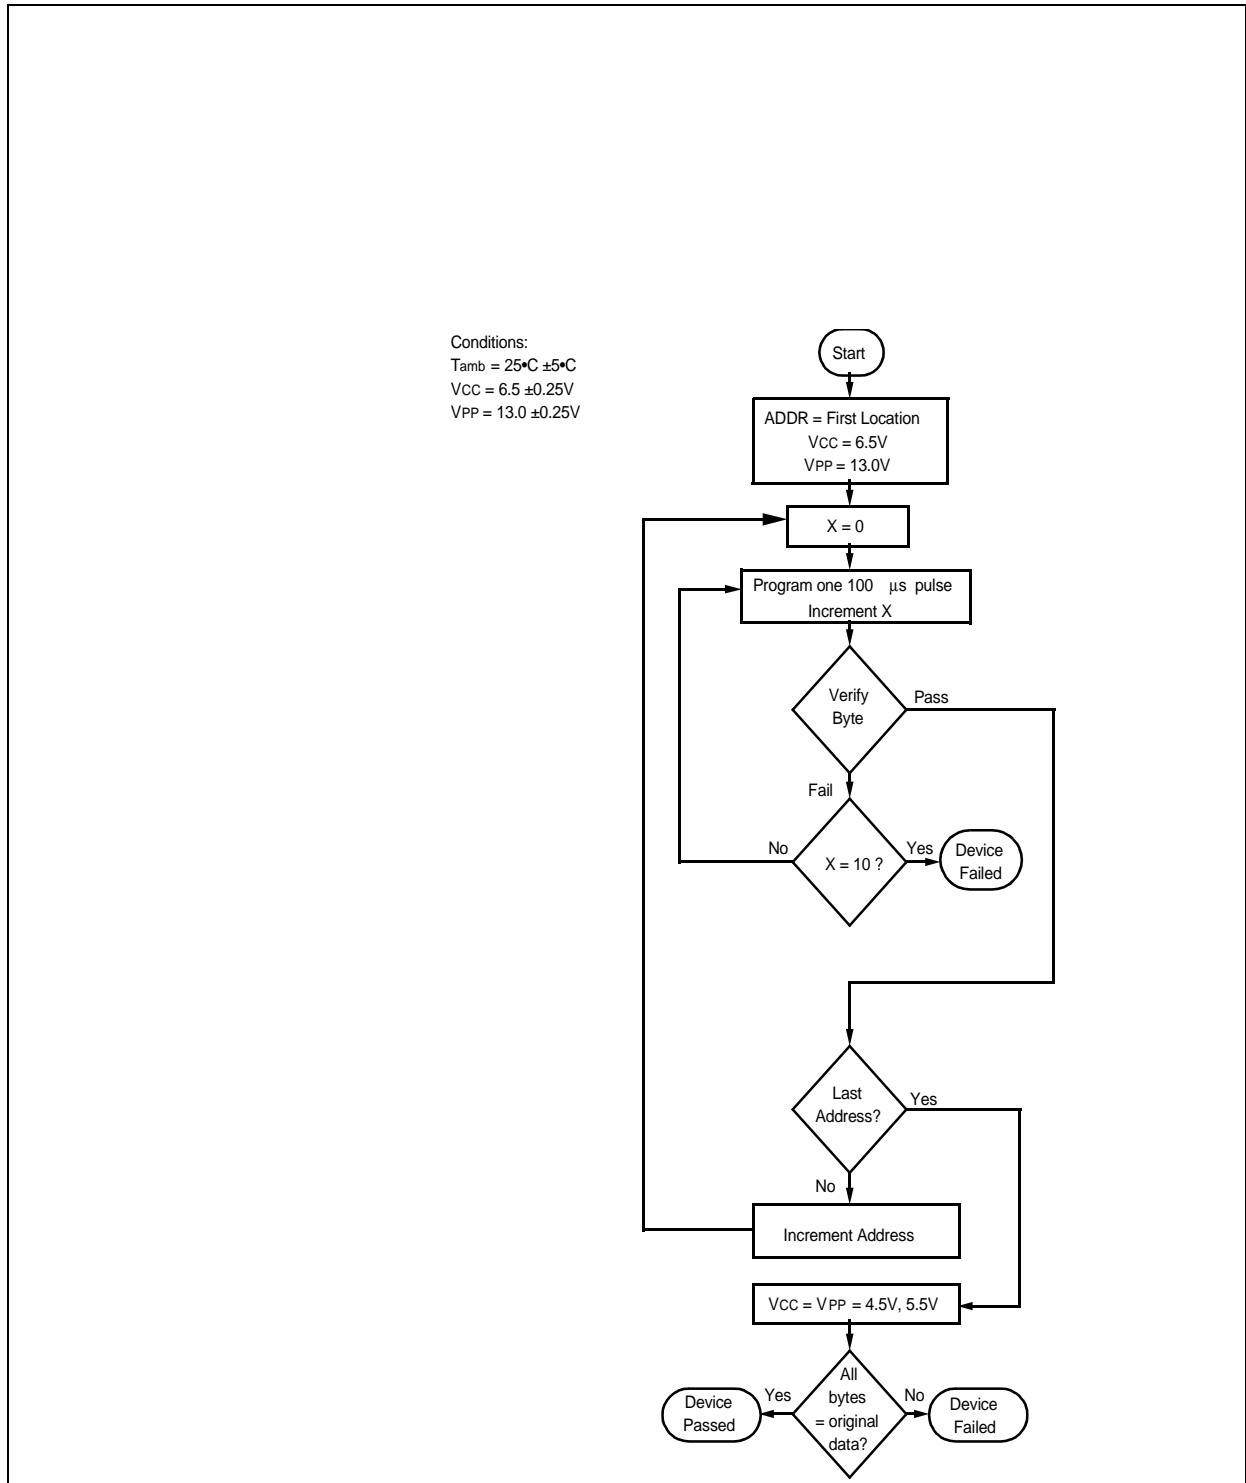 Conditions:
Tamb = 25•C ±5•C
VCC = 6.5 ±0.25V
VPP = 13.0 ±0.25V
Start
ADDR = First Location
VCC = 6.5V
VPP = 13.0V
X = 0
Program one 100 µs pulse
Increment X
Verify
Byte
Pass
Fail
No
X = 10 ?
Yes
Device
Failed
Last
Address?
Yes
No
Increment Address
VCC = VPP = 4.5V, 5.5V
All
bytes
= original
data?
Yes
No
Device
Passed
Device
Failed